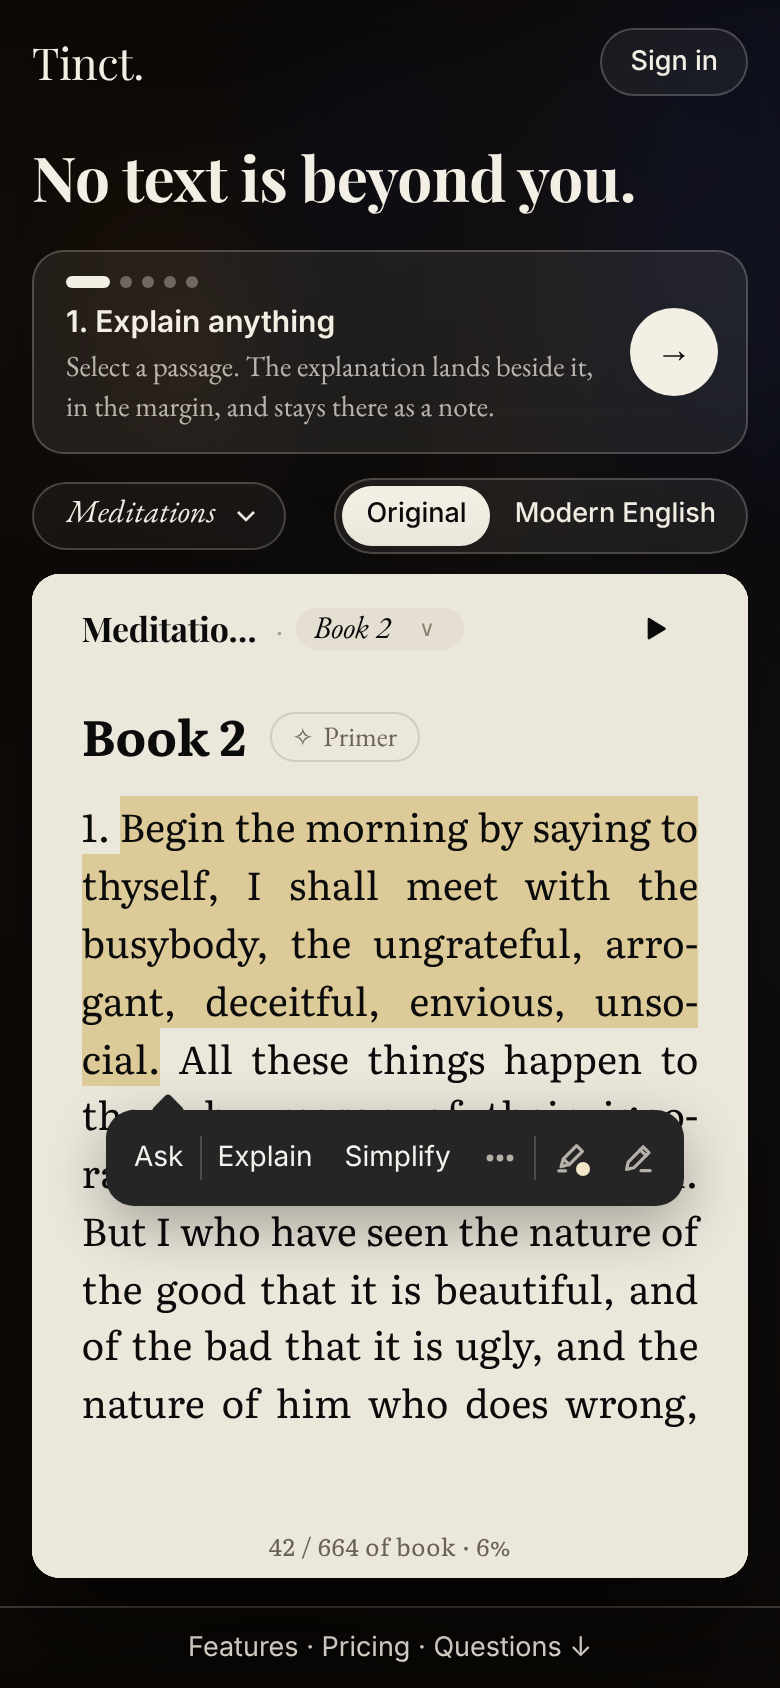 Tinct.
Sign in
No text is beyond you.
1. Explain anything
Select a passage. The explanation lands beside it,
in the margin, and stays there as a note.
→
Meditations
Original
Modern English
Meditatio... · Book 2
Book 2
Primer
1. Begin the morning by saying to
thyself, I shall meet with the
busybody, the ungrateful, arro-
gant, deceitful, envious, unso-
cial. All these things happen to
Ask
Explain
Simplify
•••
But I who have seen the nature of
the good that it is beautiful, and
of the bad that it is ugly, and the
nature of him who does wrong,
42 / 664 of book · 6%
Features · Pricing · Questions ↓